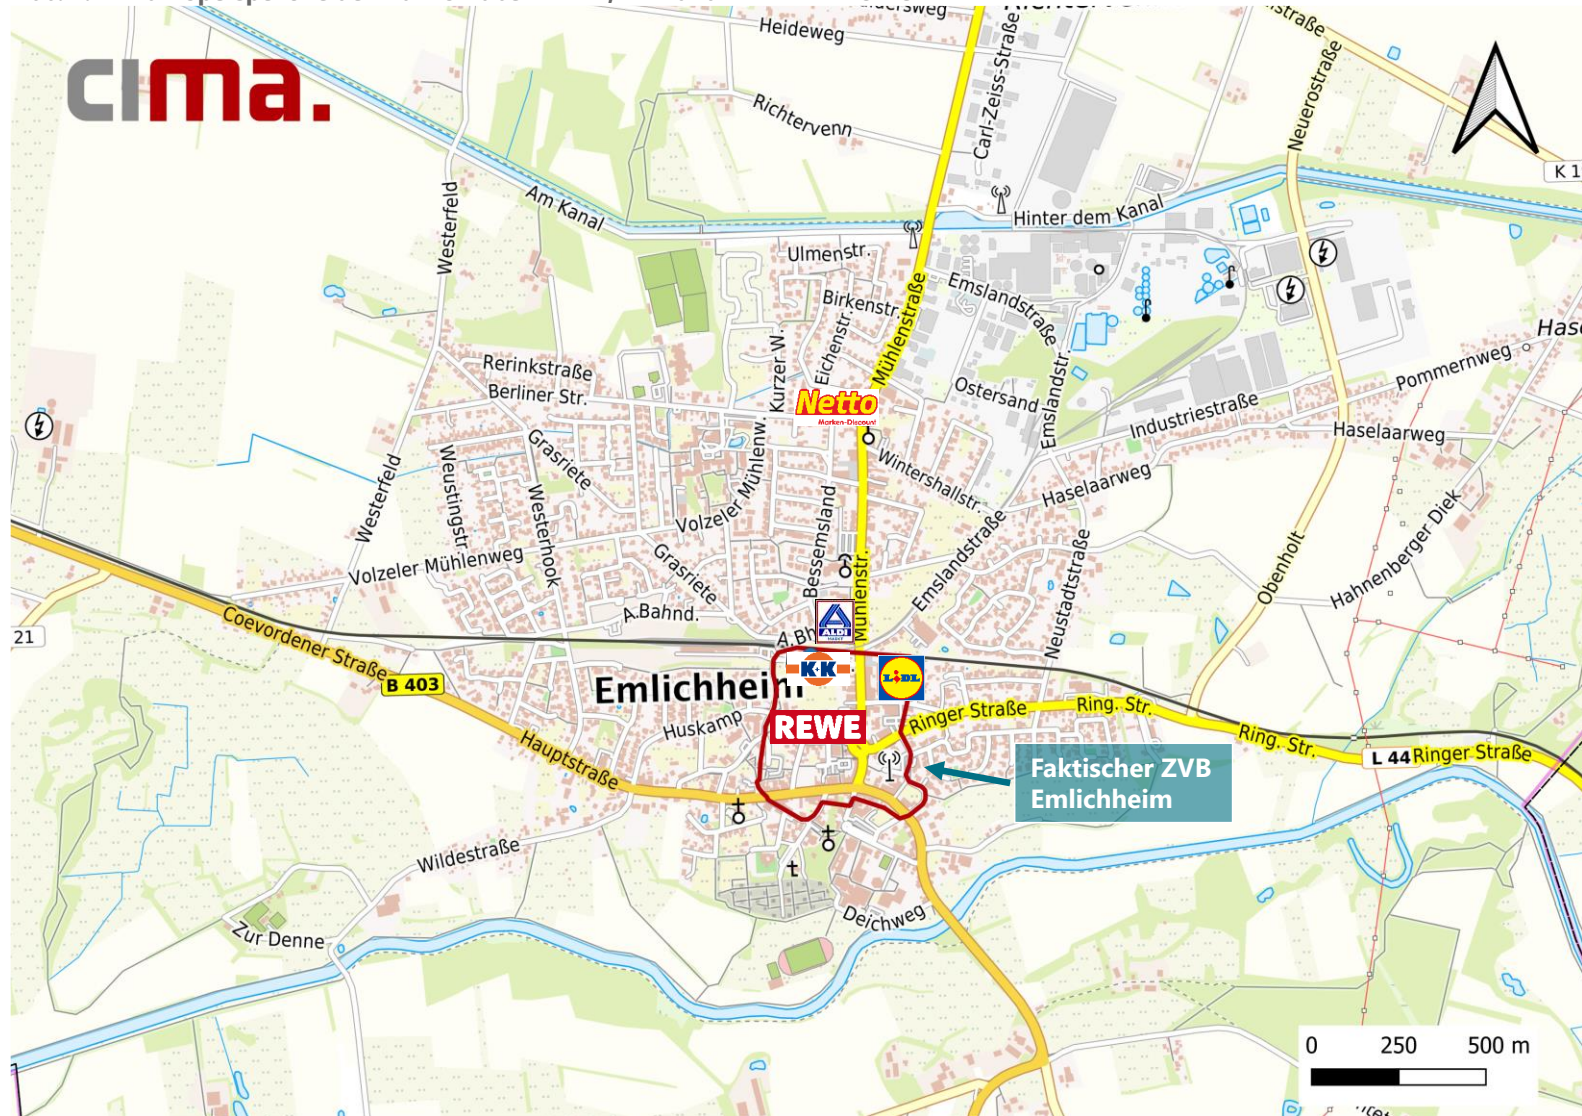 Heideweg
cima.
Richtervenn
Carl-Zeiss-Straße
Neuerostraße
K 1
Westerfeld
Am Kanal
Hinter dem Kanal
Ulmenstr.
Birkenstr.
Eichenstr.
Kurzer W.
Mühlenstraße
Emslandstraße
Emslandstr.
Ostersand
Pommernweg
Rerinkstraße
Berliner Str.
Netto
Marken-Discount
Industriestraße
Haselaarweg
Haselaarweg
Grasriete
Weustingstr.
Westerhook
Westerfeld
Volzeler Mühlenw.
Wintershallstr.
Bessemsland
Mühlenstr.
Emslandstraße
Neustadtstraße
Obenholt
Hahnenberger Diek
Volzeler Mühlenweg
Grasriete
A.Bahnd.
ALDI
MARKT
21
Coevordener Straße
B 403
K+K
LIDL
Emlichheim
REWE
Huskamp
Hauptstraße
Ringer Straße
Ring. Str.
Ring. Str.
L 44
Ringer Straße
Faktischer ZVB
Emlichheim
Wildestraße
Zur Denne
Deichweg
0 250 500 m